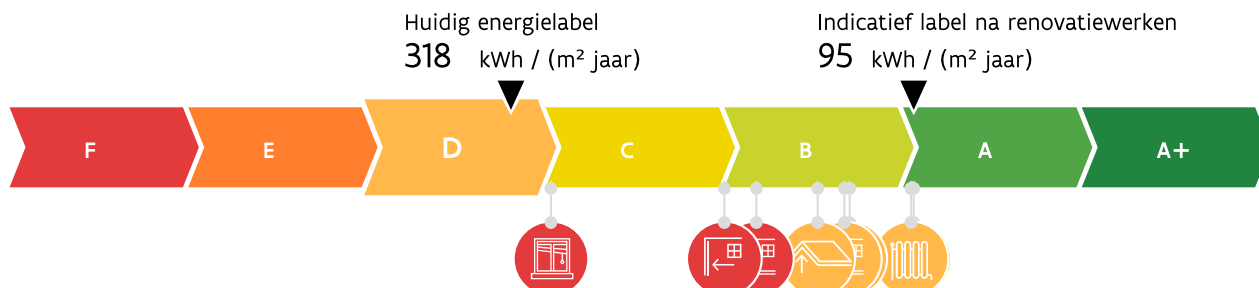 Huidig energielabel
318 kWh / (m² jaar)
Indicatief label na renovatiewerken
95 kWh / (m² jaar)
F E D C B A A+